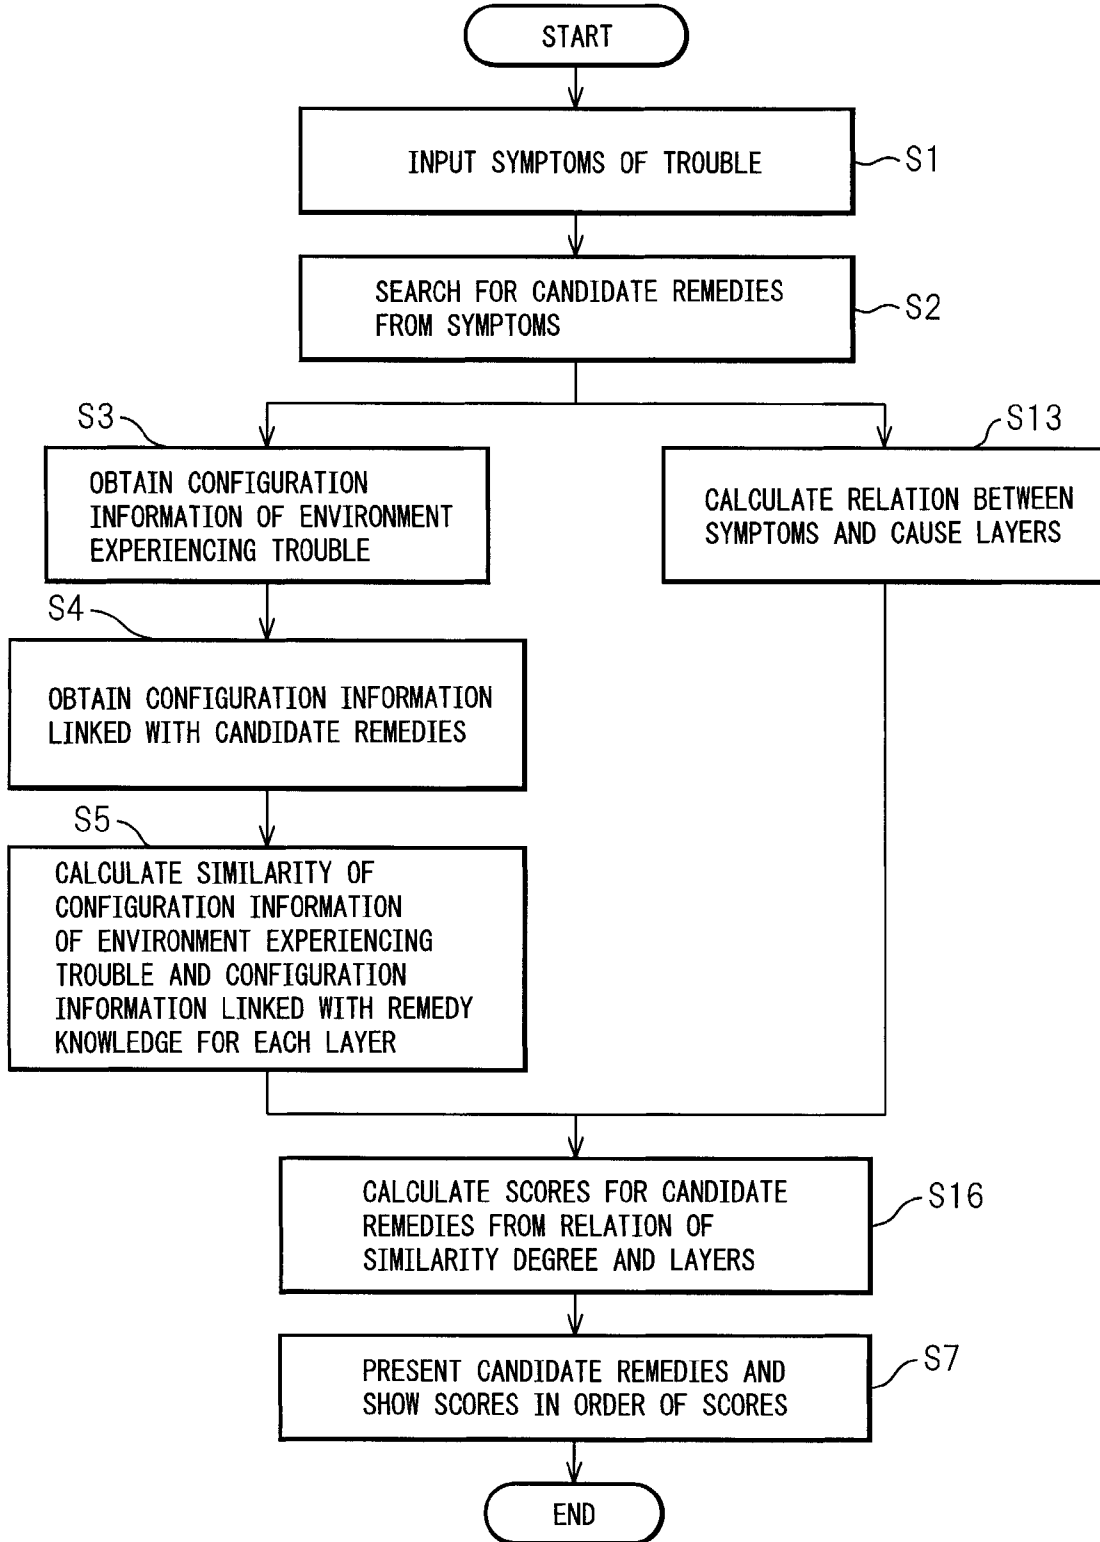 START
INPUT SYMPTOMS OF TROUBLE
S1
SEARCH FOR CANDIDATE REMEDIES
FROM SYMPTOMS
S2
S3
OBTAIN CONFIGURATION
INFORMATION OF ENVIRONMENT
EXPERIENCING TROUBLE
S13
CALCULATE RELATION BETWEEN
SYMPTOMS AND CAUSE LAYERS
S4
OBTAIN CONFIGURATION INFORMATION
LINKED WITH CANDIDATE REMEDIES
S5
CALCULATE SIMILARITY OF
CONFIGURATION INFORMATION
OF ENVIRONMENT EXPERIENCING
TROUBLE AND CONFIGURATION
INFORMATION LINKED WITH REMEDY
KNOWLEDGE FOR EACH LAYER
CALCULATE SCORES FOR CANDIDATE
REMEDIES FROM RELATION OF
SIMILARITY DEGREE AND LAYERS
S16
PRESENT CANDIDATE REMEDIES AND
SHOW SCORES IN ORDER OF SCORES
S7
END